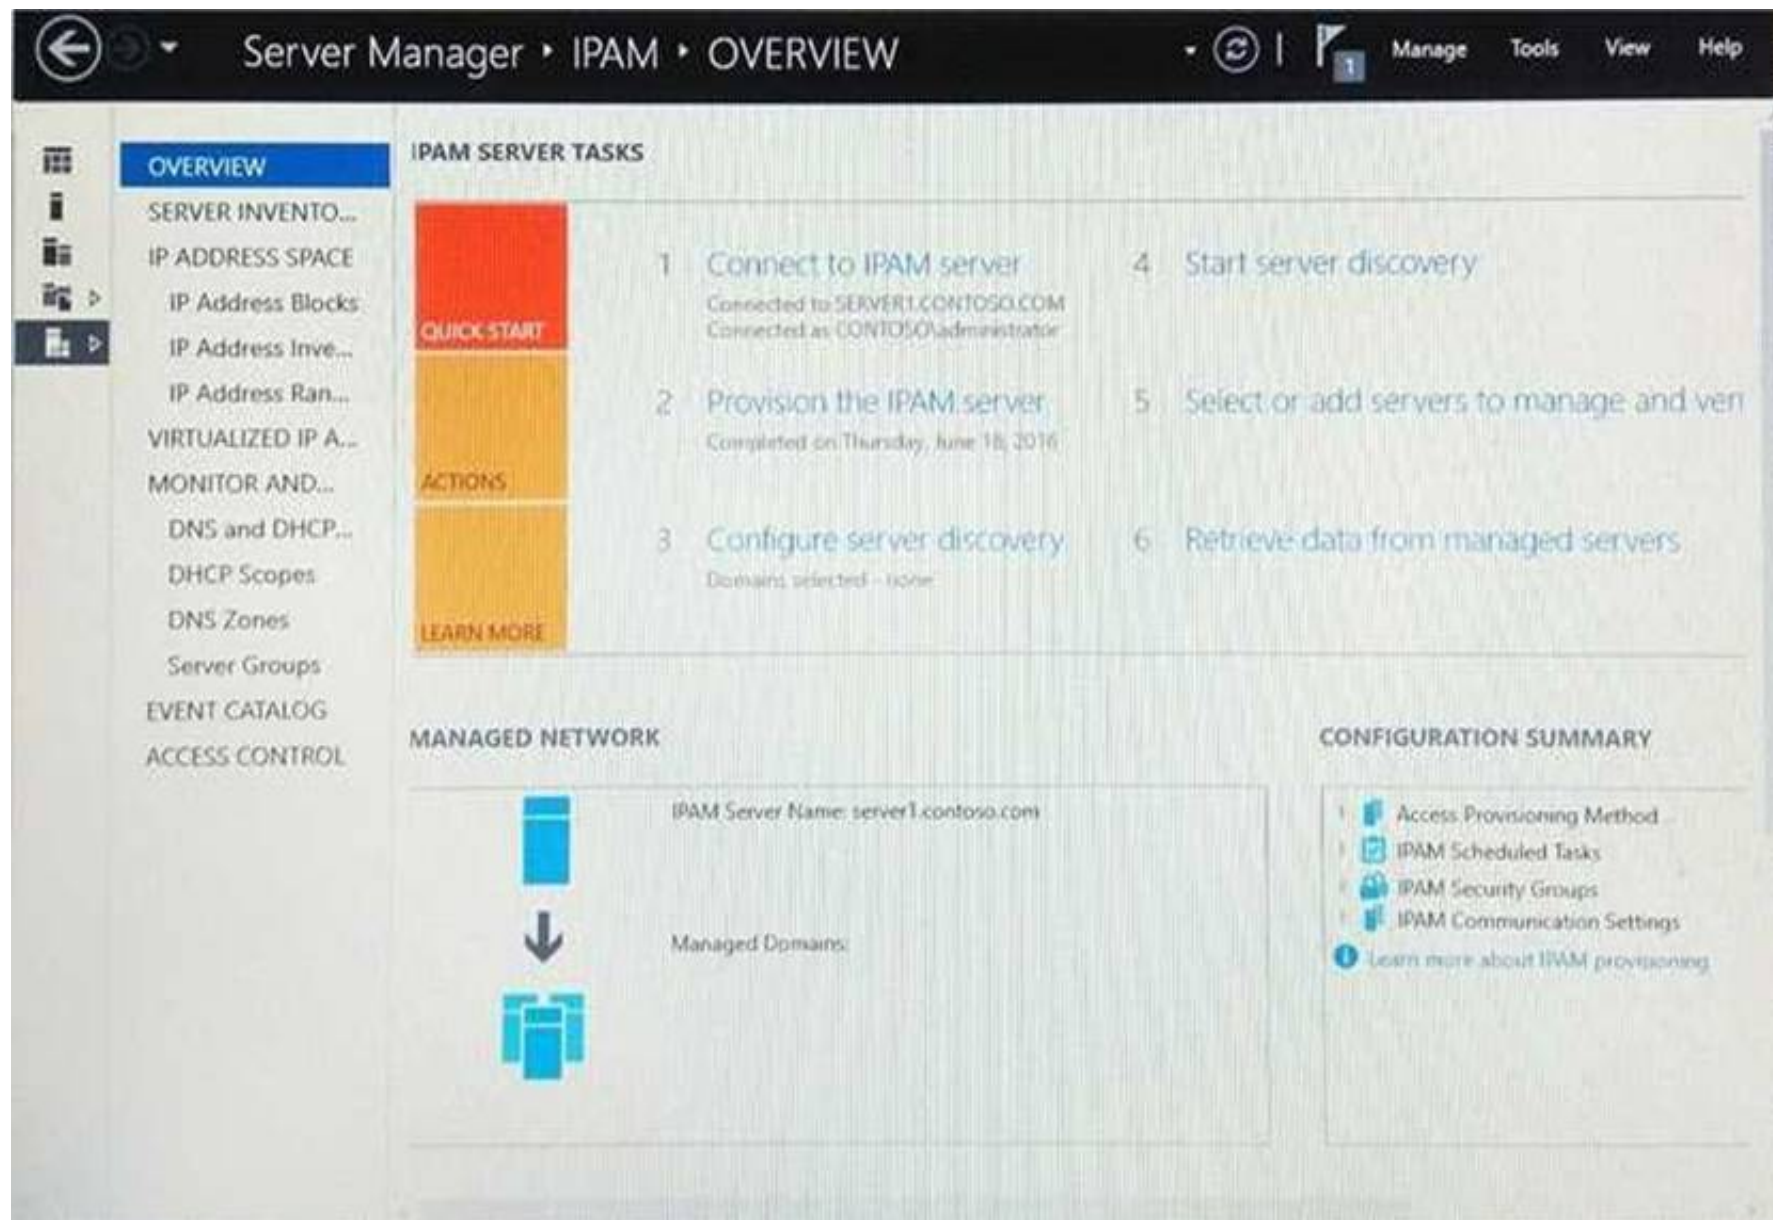 Server Manager ‣ IPAM ‣ OVERVIEW
1
Manage Tools View Help
OVERVIEW
SERVER INVENTO...
IP ADDRESS SPACE
IP Address Blocks
IP Address Inve...
IP Address Ran...
VIRTUALIZED IP A...
MONITOR AND...
DNS and DHCP...
DHCP Scopes
DNS Zones
Server Groups
EVENT CATALOG
ACCESS CONTROL
IPAM SERVER TASKS
QUICK START
ACTIONS
LEARN MORE
1 Connect to IPAM server
Connected to SERVER1.CONTOSO.COM
Connected as CONTOSO\administrator
2 Provision the IPAM server
Completed on Thursday, June 18, 2016
3 Configure server discovery
Domains selected - none
4 Start server discovery
5 Select or add servers to manage and veri
6 Retrieve data from managed servers
MANAGED NETWORK
IPAM Server Name: server1.contoso.com
Managed Domains:
CONFIGURATION SUMMARY
Access Provisioning Method
IPAM Scheduled Tasks
IPAM Security Groups
IPAM Communication Settings
Learn more about IPAM provisioning